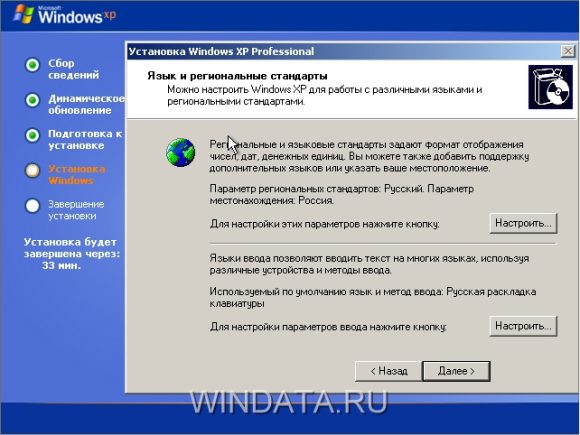 Microsoft
Windows xp
Сбор
сведений
Динамическое
обновление
Подготовка к
установке
Установка
Windows
Завершение
установки
Установка будет
завершена через:
33 мин.
Установка Windows XP Professional
Язык и региональные стандарты
Можно настроить Windows XP для работы с различными языками и
региональными стандартами.
Региональные и языковые стандарты задают формат отображения
чисел, дат, денежных единиц. Вы можете также добавить поддержку
дополнительных языков или указать ваше местоположение.
Параметр региональных стандартов: Русский. Параметр
местонахождения: Россия.
Для настройки этих параметров нажмите кнопку:
Настроить...
Языки ввода позволяют вводить текст на многих языках, используя
различные устройства и методы ввода.
Используемый по умолчанию язык и метод ввода: Русская раскладка
клавиатуры
Для настройки параметров ввода нажмите кнопку:
Настроить...
< Назад
Далее >
WINDATA.RU